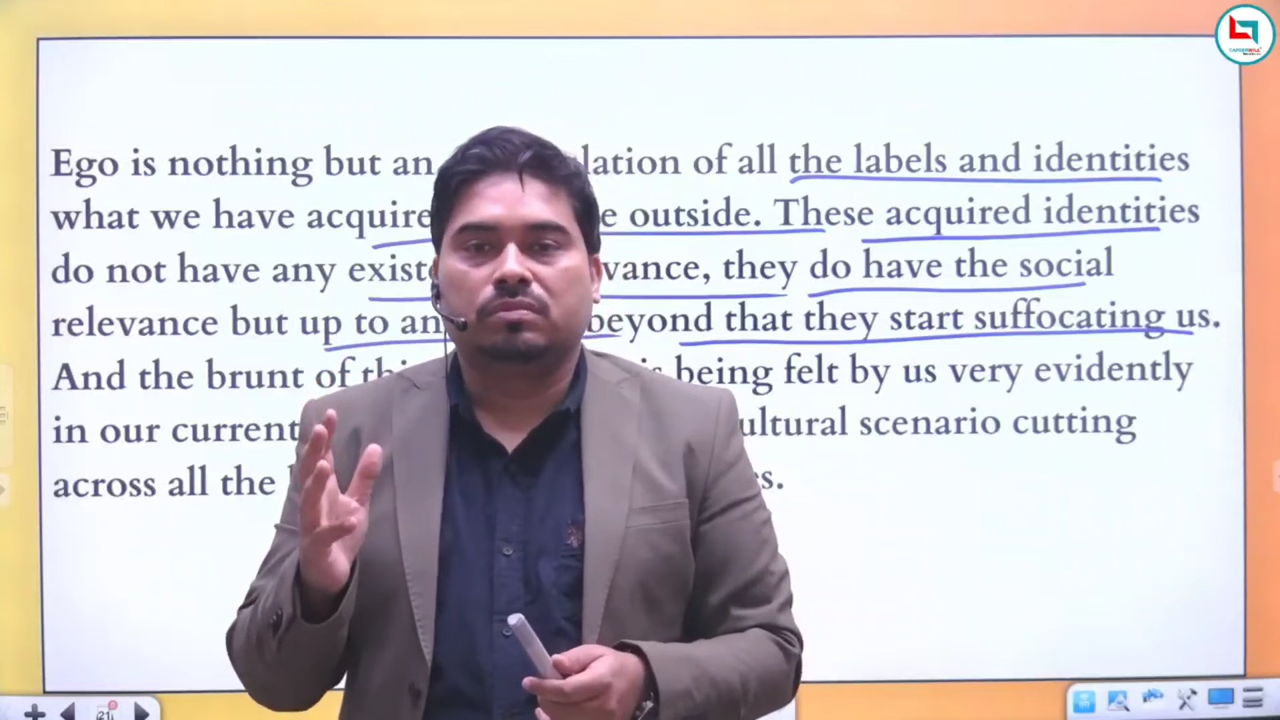 Ego is nothing but an lation of all the labels and identities
what we have acquire e outside. These acquired identities
do not have any exist vance, they do have the social
relevance but up to an beyond that they start suffocating us.
And the brunt of thi being felt by us very evidently
in our current ultural scenario cutting
across all the s.
CAREERWILL
21